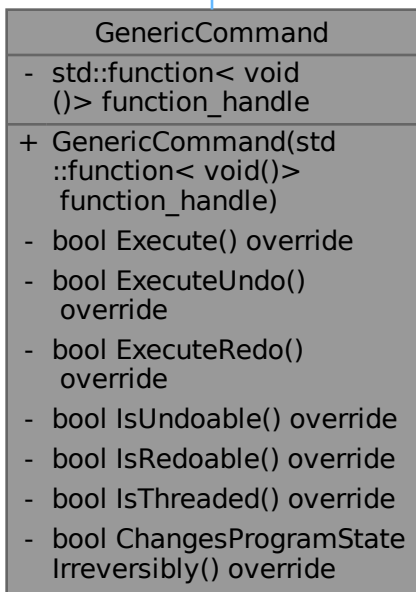 GenericCommand
- std::function< void
()> function_handle
+ GenericCommand(std
::function< void()>
function_handle)
- bool Execute() override
- bool ExecuteUndo()
override
- bool ExecuteRedo()
override
- bool IsUndoable() override
- bool IsRedoable() override
- bool IsThreaded() override
- bool ChangesProgramState
Irreversibly() override